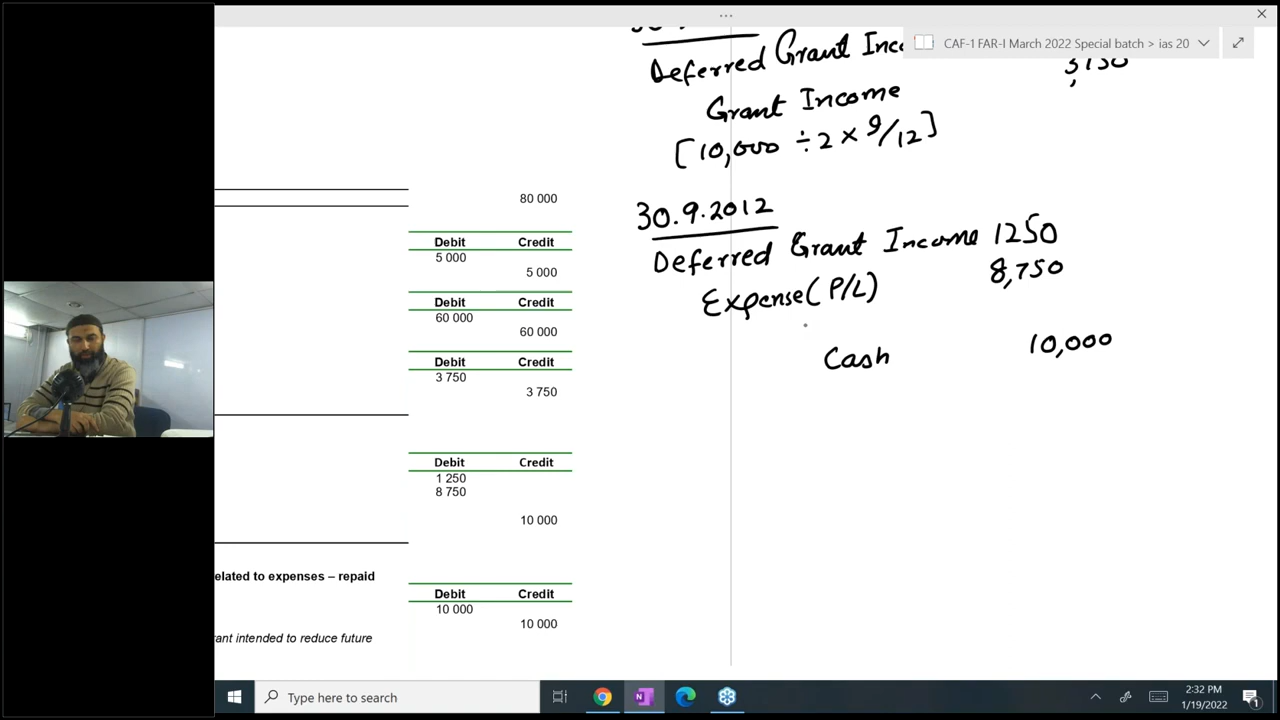 CAF-1 FAR-I March 2022 Special batch > ias 20
Deferred Grant Inc
Grant Income
[10,000 ÷ 2 × 9/12]
30.9.2012
Deferred Grant Income 1250
Expense (P/L) 8,750
Cash 10,000
80 000
Debit Credit
5 000
5 000
Debit Credit
60 000
60 000
Debit Credit
3 750
3 750
Debit Credit
1 250
8 750
10 000
elated to expenses – repaid
Debit Credit
10 000
10 000
rant intended to reduce future
Type here to search
2:32 PM
1/19/2022
1